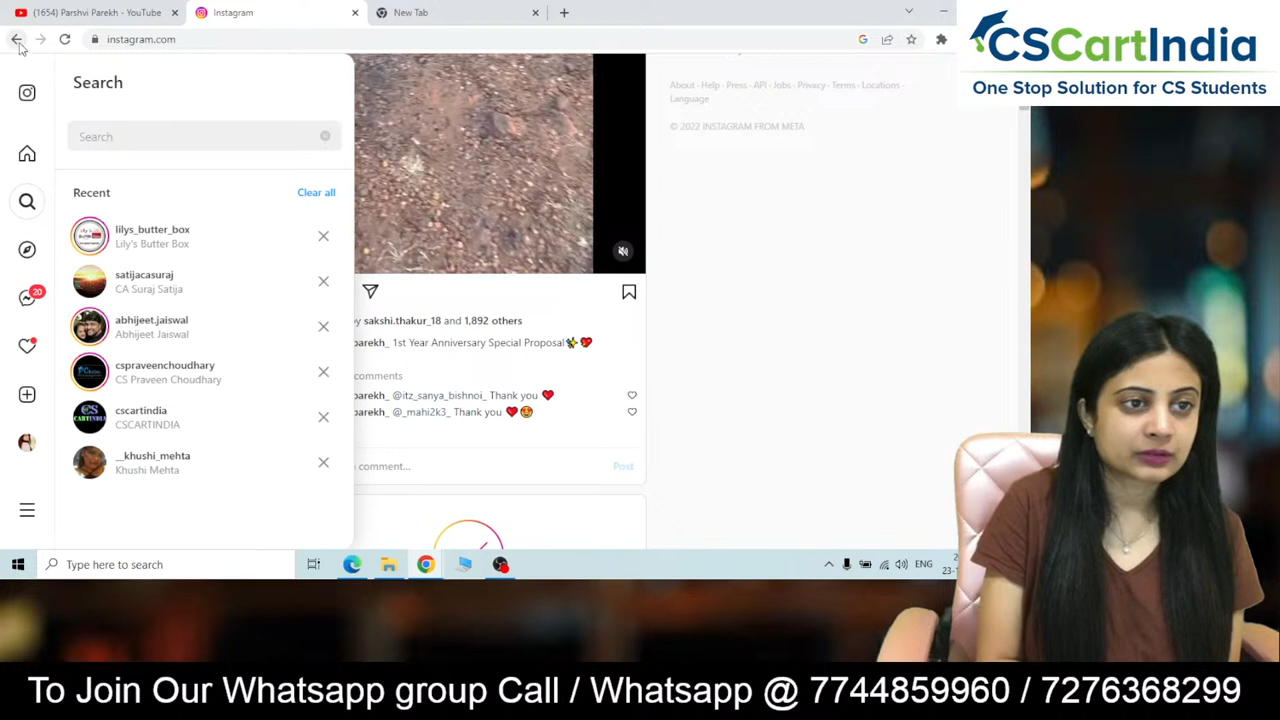 (1654) Parshvi Parekh - YouTube
Instagram
New Tab
instagram.com
CSCartIndia
One Stop Solution for CS Students
Search
Search
Recent
Clear all
lilys_butter_box
Lily's Butter Box
satijacasuraj
CA Suraj Satija
abhijeet.jaiswal
Abhijeet Jaiswal
cspraveenchoudhary
CS Praveen Choudhary
CS
CARTINDIA
cscartindia
CSCARTINDIA
__khushi_mehta
Khushi Mehta
20
About · Help · Press · API · Jobs · Privacy · Terms · Locations ·
Language
© 2022 INSTAGRAM FROM META
by sakshi.thakur_18 and 1,892 others
parekh_ 1st Year Anniversary Special Proposal
comments
parekh_ @itz_sanya_bishnoi_ Thank you
parekh_ @_mahi2k3_ Thank you
comment...
Post
Type here to search
ENG
To Join Our Whatsapp group Call / Whatsapp @ 7744859960 / 7276368299